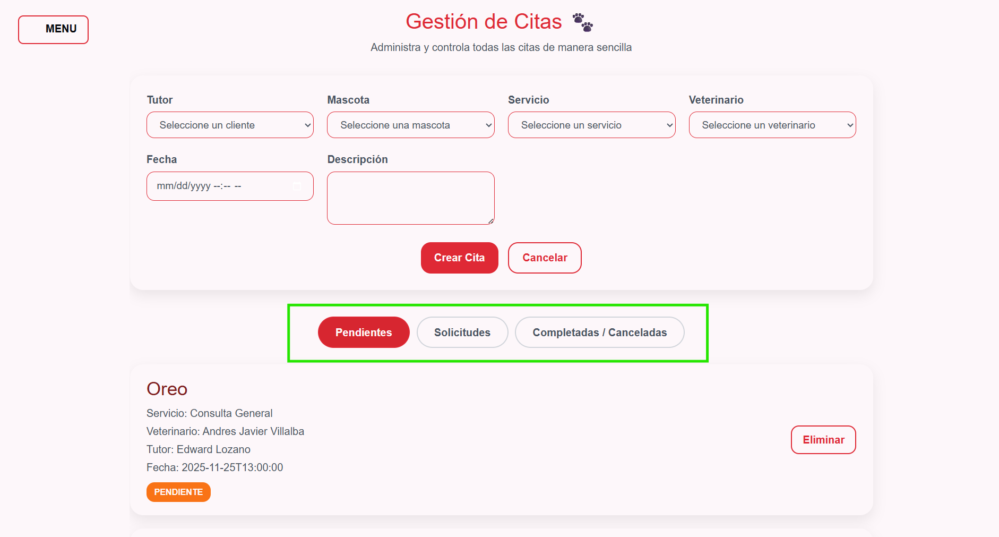 MENU
Gestión de Citas
Administra y controla todas las citas de manera sencilla
Tutor
Mascota
Servicio
Veterinario
Seleccione un cliente
Seleccione una mascota
Seleccione un servicio
Seleccione un veterinario
Fecha
Descripción
mm/dd/yyyy --:-- --
Crear Cita
Cancelar
Pendientes
Solicitudes
Completadas / Canceladas
Oreo
Servicio: Consulta General
Veterinario: Andres Javier Villalba
Tutor: Edward Lozano
Fecha: 2025-11-25T13:00:00
PENDIENTE
Eliminar